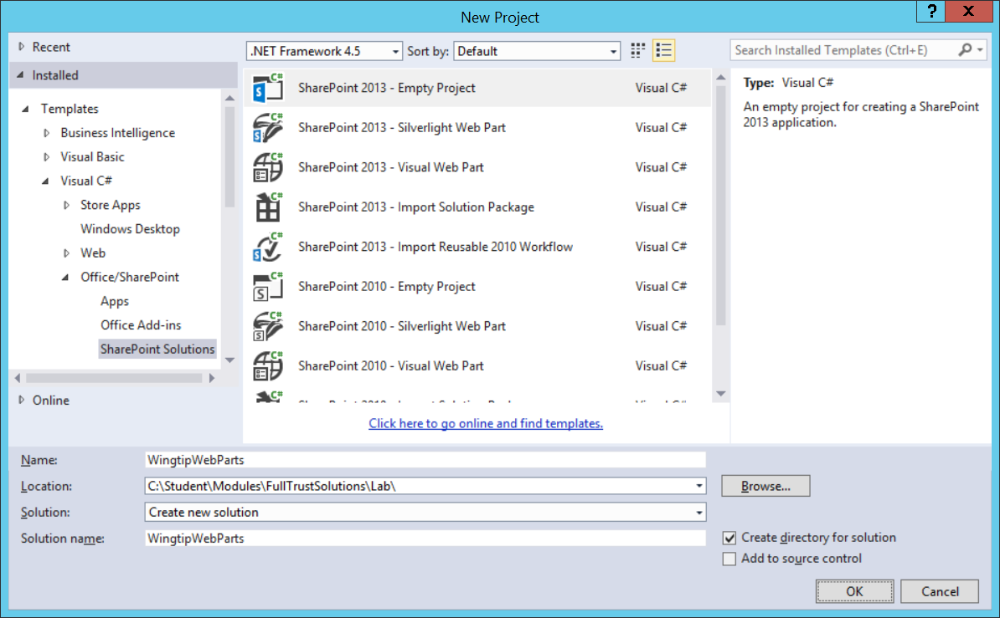 New Project
? X
Recent
Installed
Templates
Business Intelligence
Visual Basic
Visual C#
Store Apps
Windows Desktop
Web
Office/SharePoint
Apps
Office Add-ins
SharePoint Solutions
Online
.NET Framework 4.5 Sort by: Default
C# SharePoint 2013 - Empty Project Visual C#
C# SharePoint 2013 - Silverlight Web Part Visual C#
C# SharePoint 2013 - Visual Web Part Visual C#
C# SharePoint 2013 - Import Solution Package Visual C#
C# SharePoint 2013 - Import Reusable 2010 Workflow Visual C#
C# SharePoint 2010 - Empty Project Visual C#
C# SharePoint 2010 - Silverlight Web Part Visual C#
C# SharePoint 2010 - Visual Web Part Visual C#
C#
Click here to go online and find templates.
Search Installed Templates (Ctrl+E)
Type: Visual C#
An empty project for creating a SharePoint
2013 application.
Name: WingtipWebParts
Location: C:\Student\Modules\FullTrustSolutions\Lab\ Browse...
Solution: Create new solution
Solution name: WingtipWebParts
Create directory for solution
Add to source control
OK Cancel